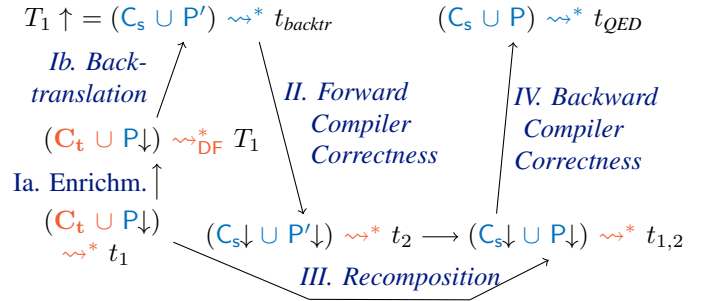 T₁ ↑ = (Cₛ ∪ P′) ⇝* t_backtr
(Cₛ ∪ P) ⇝* t_QED
Ib. Back-
translation
II. Forward
Compiler
Correctness
IV. Backward
Compiler
Correctness
(Cₜ ∪ P↓) ⇝*_DF T₁
Ia. Enrichm.
(Cₜ ∪ P↓)
⇝* t₁
(Cₛ↓ ∪ P′↓) ⇝* t₂ ⟶ (Cₛ↓ ∪ P↓) ⇝* t₁,₂
III. Recomposition